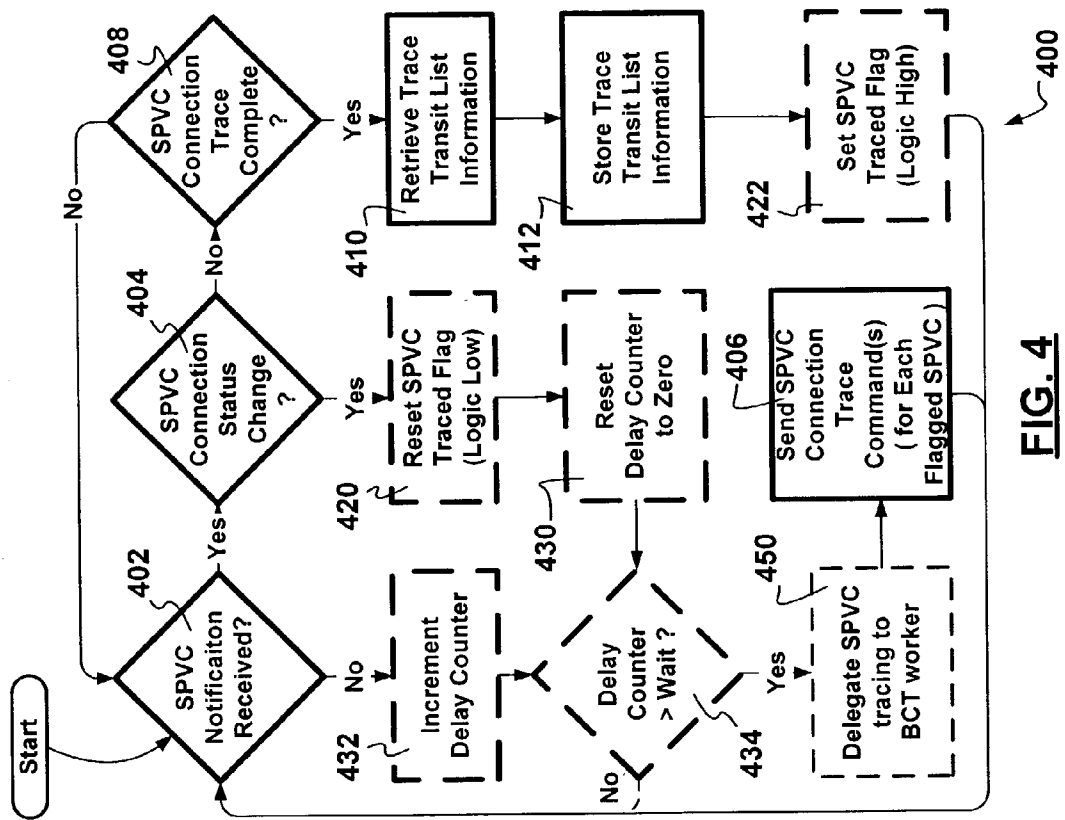 Start
402
SPVC
Notificaiton
Received?
Yes
No
404
SPVC
Connection
Status
Change
?
No
Yes
408
SPVC
Connection
Trace
Complete
?
No
Yes
432
Increment
Delay Counter
420
Reset SPVC
Traced Flag
(Logic Low)
410
Retrieve Trace
Transit List
Information
Delay
Counter
> Wait ?
434
No
Yes
430
Reset
Delay Counter
to Zero
412
Store Trace
Transit List
Information
450
Delegate SPVC
tracing to
BCT worker
406
Send SPVC
Connection
Trace
Command(s)
( for Each
Flagged SPVC )
422
Set SPVC
Traced Flag
(Logic High)
400
FIG. 4